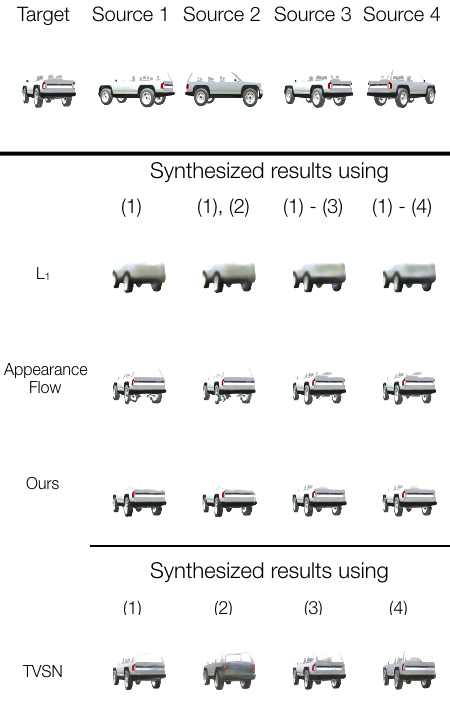 Target Source 1 Source 2 Source 3 Source 4
Synthesized results using
(1) (1), (2) (1) - (3) (1) - (4)
L₁
Appearance
Flow
Ours
Synthesized results using
(1) (2) (3) (4)
TVSN